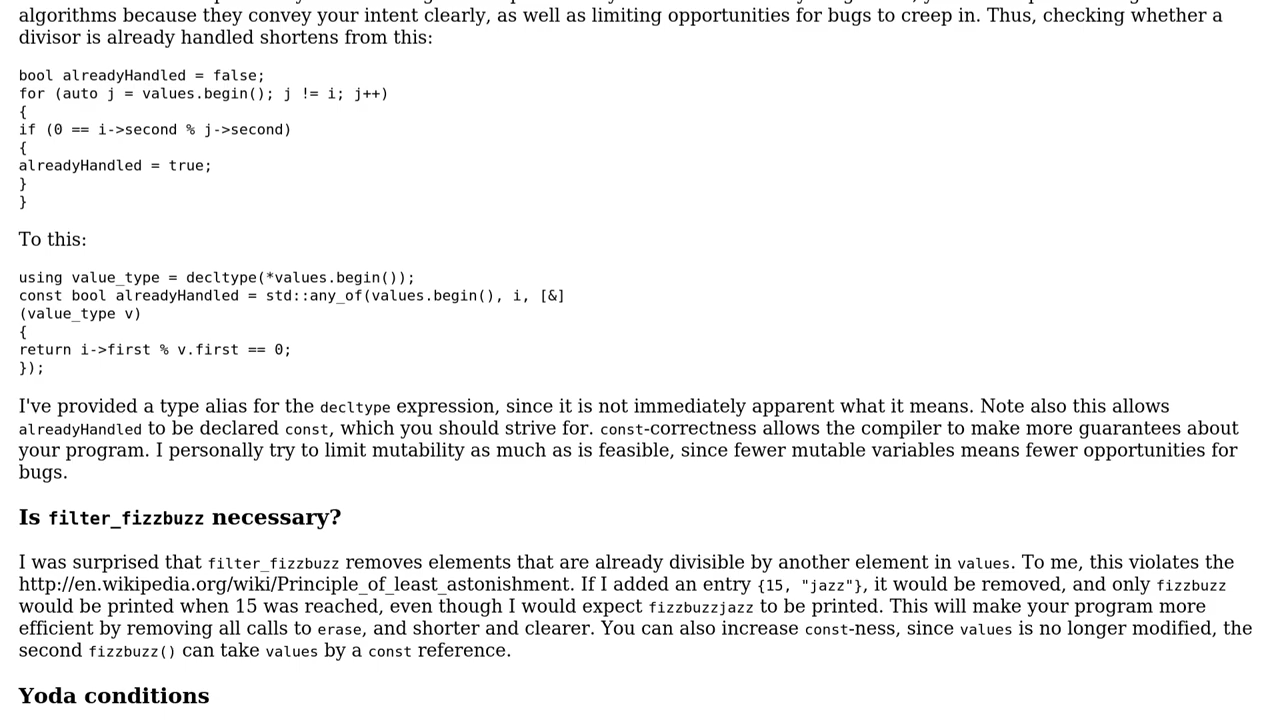 algorithms because they convey your intent clearly, as well as limiting opportunities for bugs to creep in. Thus, checking whether a
divisor is already handled shortens from this:
bool alreadyHandled = false;
for (auto j = values.begin(); j != i; j++)
{
if (0 == i->second % j->second)
{
alreadyHandled = true;
}
}
To this:
using value_type = decltype(*values.begin());
const bool alreadyHandled = std::any_of(values.begin(), i, [&]
(value_type v)
{
return i->first % v.first == 0;
});
I've provided a type alias for the decltype expression, since it is not immediately apparent what it means. Note also this allows
alreadyHandled to be declared const, which you should strive for. const-correctness allows the compiler to make more guarantees about
your program. I personally try to limit mutability as much as is feasible, since fewer mutable variables means fewer opportunities for
bugs.
Is filter_fizzbuzz necessary?
I was surprised that filter_fizzbuzz removes elements that are already divisible by another element in values. To me, this violates the
http://en.wikipedia.org/wiki/Principle_of_least_astonishment. If I added an entry {15, "jazz"}, it would be removed, and only fizzbuzz
would be printed when 15 was reached, even though I would expect fizzbuzzjazz to be printed. This will make your program more
efficient by removing all calls to erase, and shorter and clearer. You can also increase const-ness, since values is no longer modified, the
second fizzbuzz() can take values by a const reference.
Yoda conditions